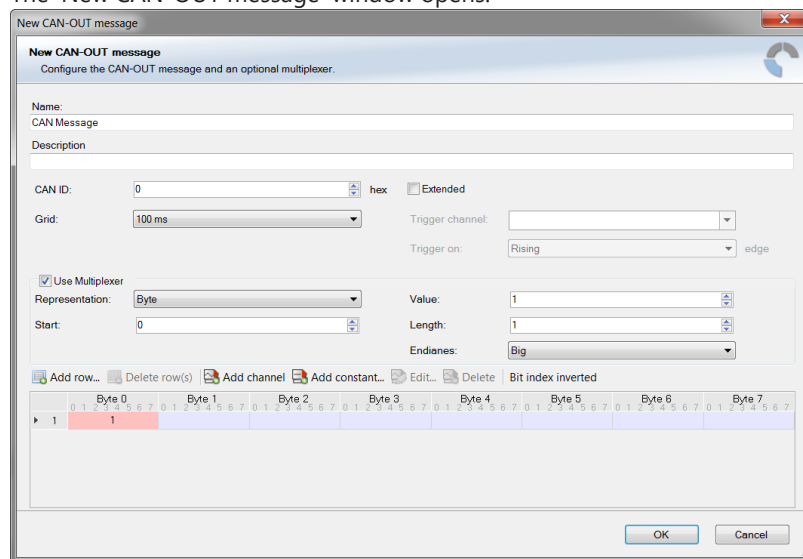 The 'New CAN-OUT message' window opens.
New CAN-OUT message
New CAN-OUT message
Configure the CAN-OUT message and an optional multiplexer.
Name:
CAN Message
Description
CAN ID: 0 hex Extended
Grid: 100 ms Trigger channel:
Trigger on: Rising edge
Use Multiplexer
Representation: Byte Value: 1
Start: 0 Length: 1
Endianes: Big
Add row... Delete row(s) Add channel Add constant... Edit... Delete Bit index inverted
Byte 0 Byte 1 Byte 2 Byte 3 Byte 4 Byte 5 Byte 6 Byte 7
0 1 2 3 4 5 6 7 0 1 2 3 4 5 6 7 0 1 2 3 4 5 6 7 0 1 2 3 4 5 6 7 0 1 2 3 4 5 6 7 0 1 2 3 4 5 6 7 0 1 2 3 4 5 6 7 0 1 2 3 4 5 6 7
1 1
OK Cancel